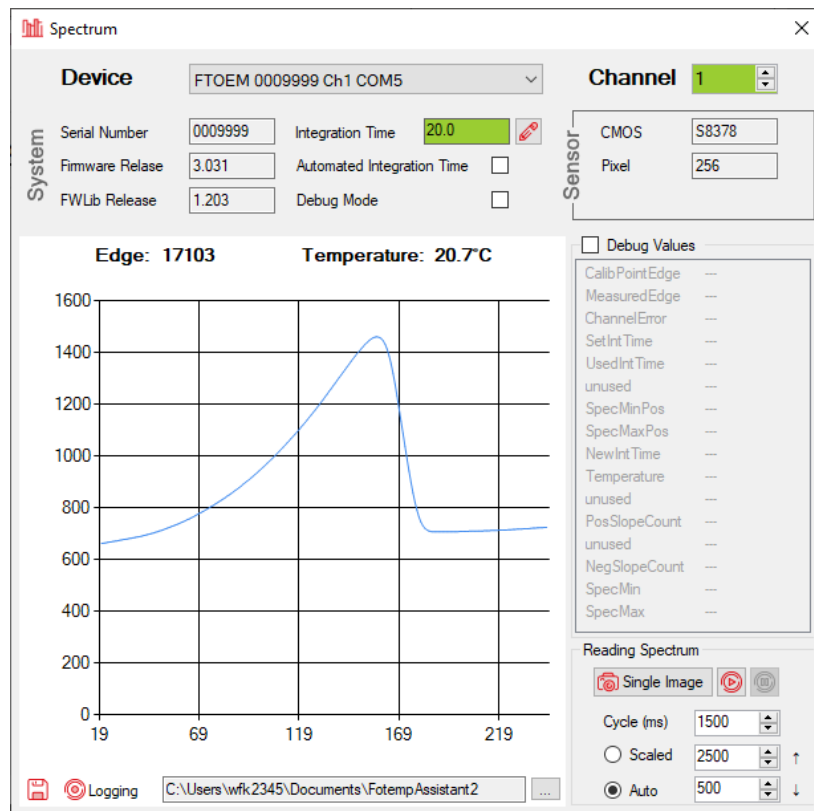 Spectrum
Device
FTOEM 0009999 Ch1 COM5
Channel
1
System
Serial Number
0009999
Integration Time
20.0
Firmware Relase
3.031
Automated Integration Time
FWLib Release
1.203
Debug Mode
Sensor
CMOS
S8378
Pixel
256
Edge: 17103
Temperature: 20.7°C
1600
1400
1200
1000
800
600
400
200
0
19
69
119
169
219
Debug Values
CalibPointEdge ---
MeasuredEdge ---
ChannelError ---
SetIntTime ---
UsedIntTime ---
unused ---
SpecMinPos ---
SpecMaxPos ---
NewIntTime ---
Temperature ---
unused ---
PosSlopeCount ---
unused ---
NegSlopeCount ---
SpecMin ---
SpecMax ---
Reading Spectrum
Single Image
Cycle (ms)
1500
Scaled
2500
↑
Auto
500
↓
Logging
C:\Users\wfk2345\Documents\FotempAssistant2
...